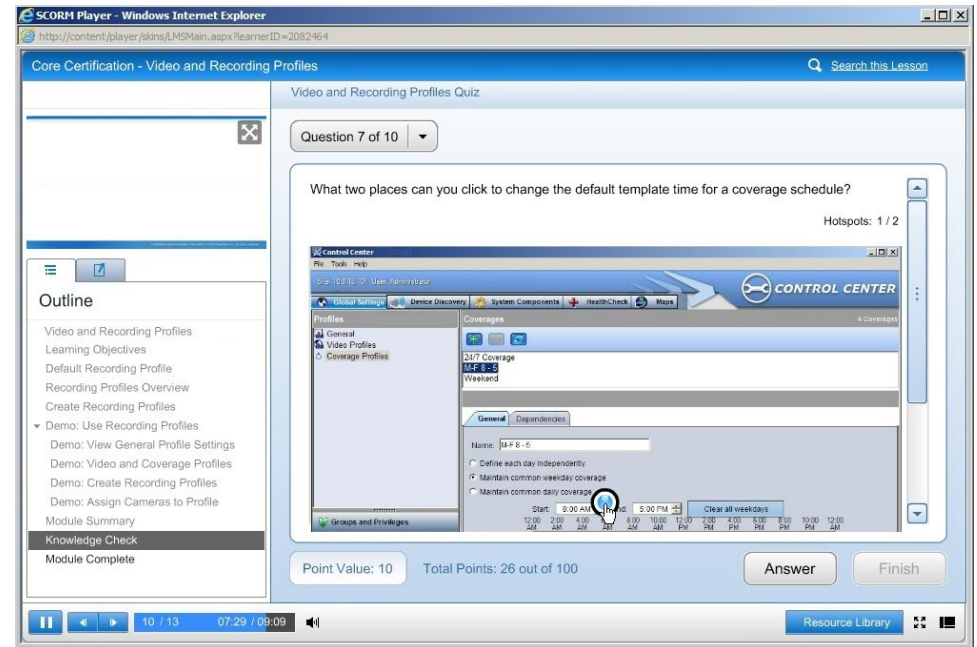 SCORM Player - Windows Internet Explorer
http://content/player/skins/LMSMain.aspx?learnerID=2082464
Core Certification - Video and Recording Profiles
Search this Lesson
Video and Recording Profiles Quiz
Question 7 of 10
What two places can you click to change the default template time for a coverage schedule?
Hotspots: 1 / 2
Control Center
File Tools Help
User: Administrator
CONTROL CENTER
Global Settings
Device Discovery
System Components
HealthCheck
Maps
Profiles
General
Video Profiles
Coverage Profiles
Groups and Privileges
Coverages
4 Coverages
24/7 Coverage
M-F 8 - 5
Weekend
General
Dependencies
Name: M-F 8 - 5
Define each day independently
Maintain common weekday coverage
Maintain common daily coverage
Start: 8:00 AM
5:00 PM
Clear all weekdays
12:00 2:00 4:00 8:00 10:00 12:00 2:00 4:00 6:00 8:00 10:00 12:00
AM AM AM AM AM AM PM PM PM PM PM PM AM
Outline
Video and Recording Profiles
Learning Objectives
Default Recording Profile
Recording Profiles Overview
Create Recording Profiles
Demo: Use Recording Profiles
Demo: View General Profile Settings
Demo: Video and Coverage Profiles
Demo: Create Recording Profiles
Demo: Assign Cameras to Profile
Module Summary
Knowledge Check
Module Complete
Point Value: 10
Total Points: 26 out of 100
Answer
Finish
10 / 13
07:29 / 09:09
Resource Library